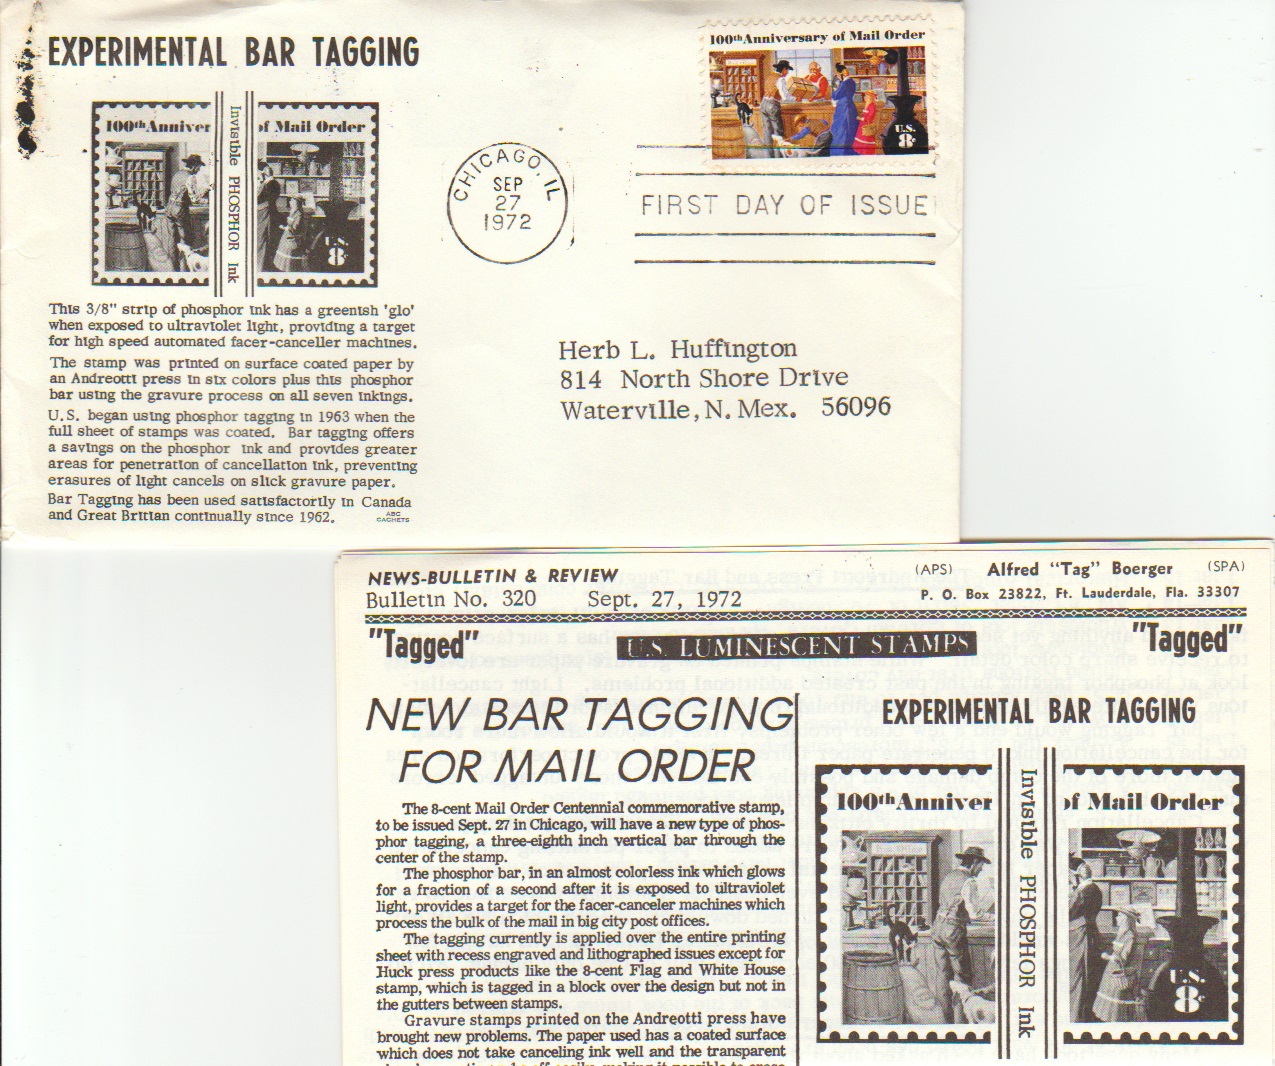 EXPERIMENTAL BAR TAGGING
100th Anniver
of Mail Order
Invisible PHOSPHOR Ink
U.S.
8c
This 3/8" strip of phosphor ink has a greenish 'glo'
when exposed to ultraviolet light, providing a target
for high speed automated facer-canceller machines.
The stamp was printed on surface coated paper by
an Andreotti press in six colors plus this phosphor
bar using the gravure process on all seven inkings.
U.S. began using phosphor tagging in 1963 when the
full sheet of stamps was coated. Bar tagging offers
a savings on the phosphor ink and provides greater
areas for penetration of cancellation ink, preventing
erasures of light cancels on slick gravure paper.
Bar Tagging has been used satisfactorily in Canada
and Great Britian continually since 1962.
ABC
CACHETS
CHICAGO, IL
SEP
27
1972
100th Anniversary of Mail Order
U.S.
8c
FIRST DAY OF ISSUE
Herb L. Huffington
814 North Shore Drive
Waterville, N. Mex. 56096
NEWS-BULLETIN & REVIEW
Bulletin No. 320 Sept. 27, 1972
(APS) Alfred "Tag" Boerger (SPA)
P. O. Box 23822, Ft. Lauderdale, Fla. 33307
"Tagged"
U.S. LUMINESCENT STAMPS
"Tagged"
NEW BAR TAGGING
FOR MAIL ORDER
The 8-cent Mail Order Centennial commemorative stamp,
to be issued Sept. 27 in Chicago, will have a new type of phos-
phor tagging, a three-eighth inch vertical bar through the
center of the stamp.
The phosphor bar, in an almost colorless ink which glows
for a fraction of a second after it is exposed to ultraviolet
light, provides a target for the facer-canceler machines which
process the bulk of the mail in big city post offices.
The tagging currently is applied over the entire printing
sheet with recess engraved and lithographed issues except for
Huck press products like the 8-cent Flag and White House
stamp, which is tagged in a block over the design but not in
the gutters between stamps.
Gravure stamps printed on the Andreotti press have
brought new problems. The paper used has a coated surface
which does not take canceling ink well and the transparent
EXPERIMENTAL BAR TAGGING
100th Anniver
of Mail Order
Invisible PHOSPHOR Ink
U.S.
8c